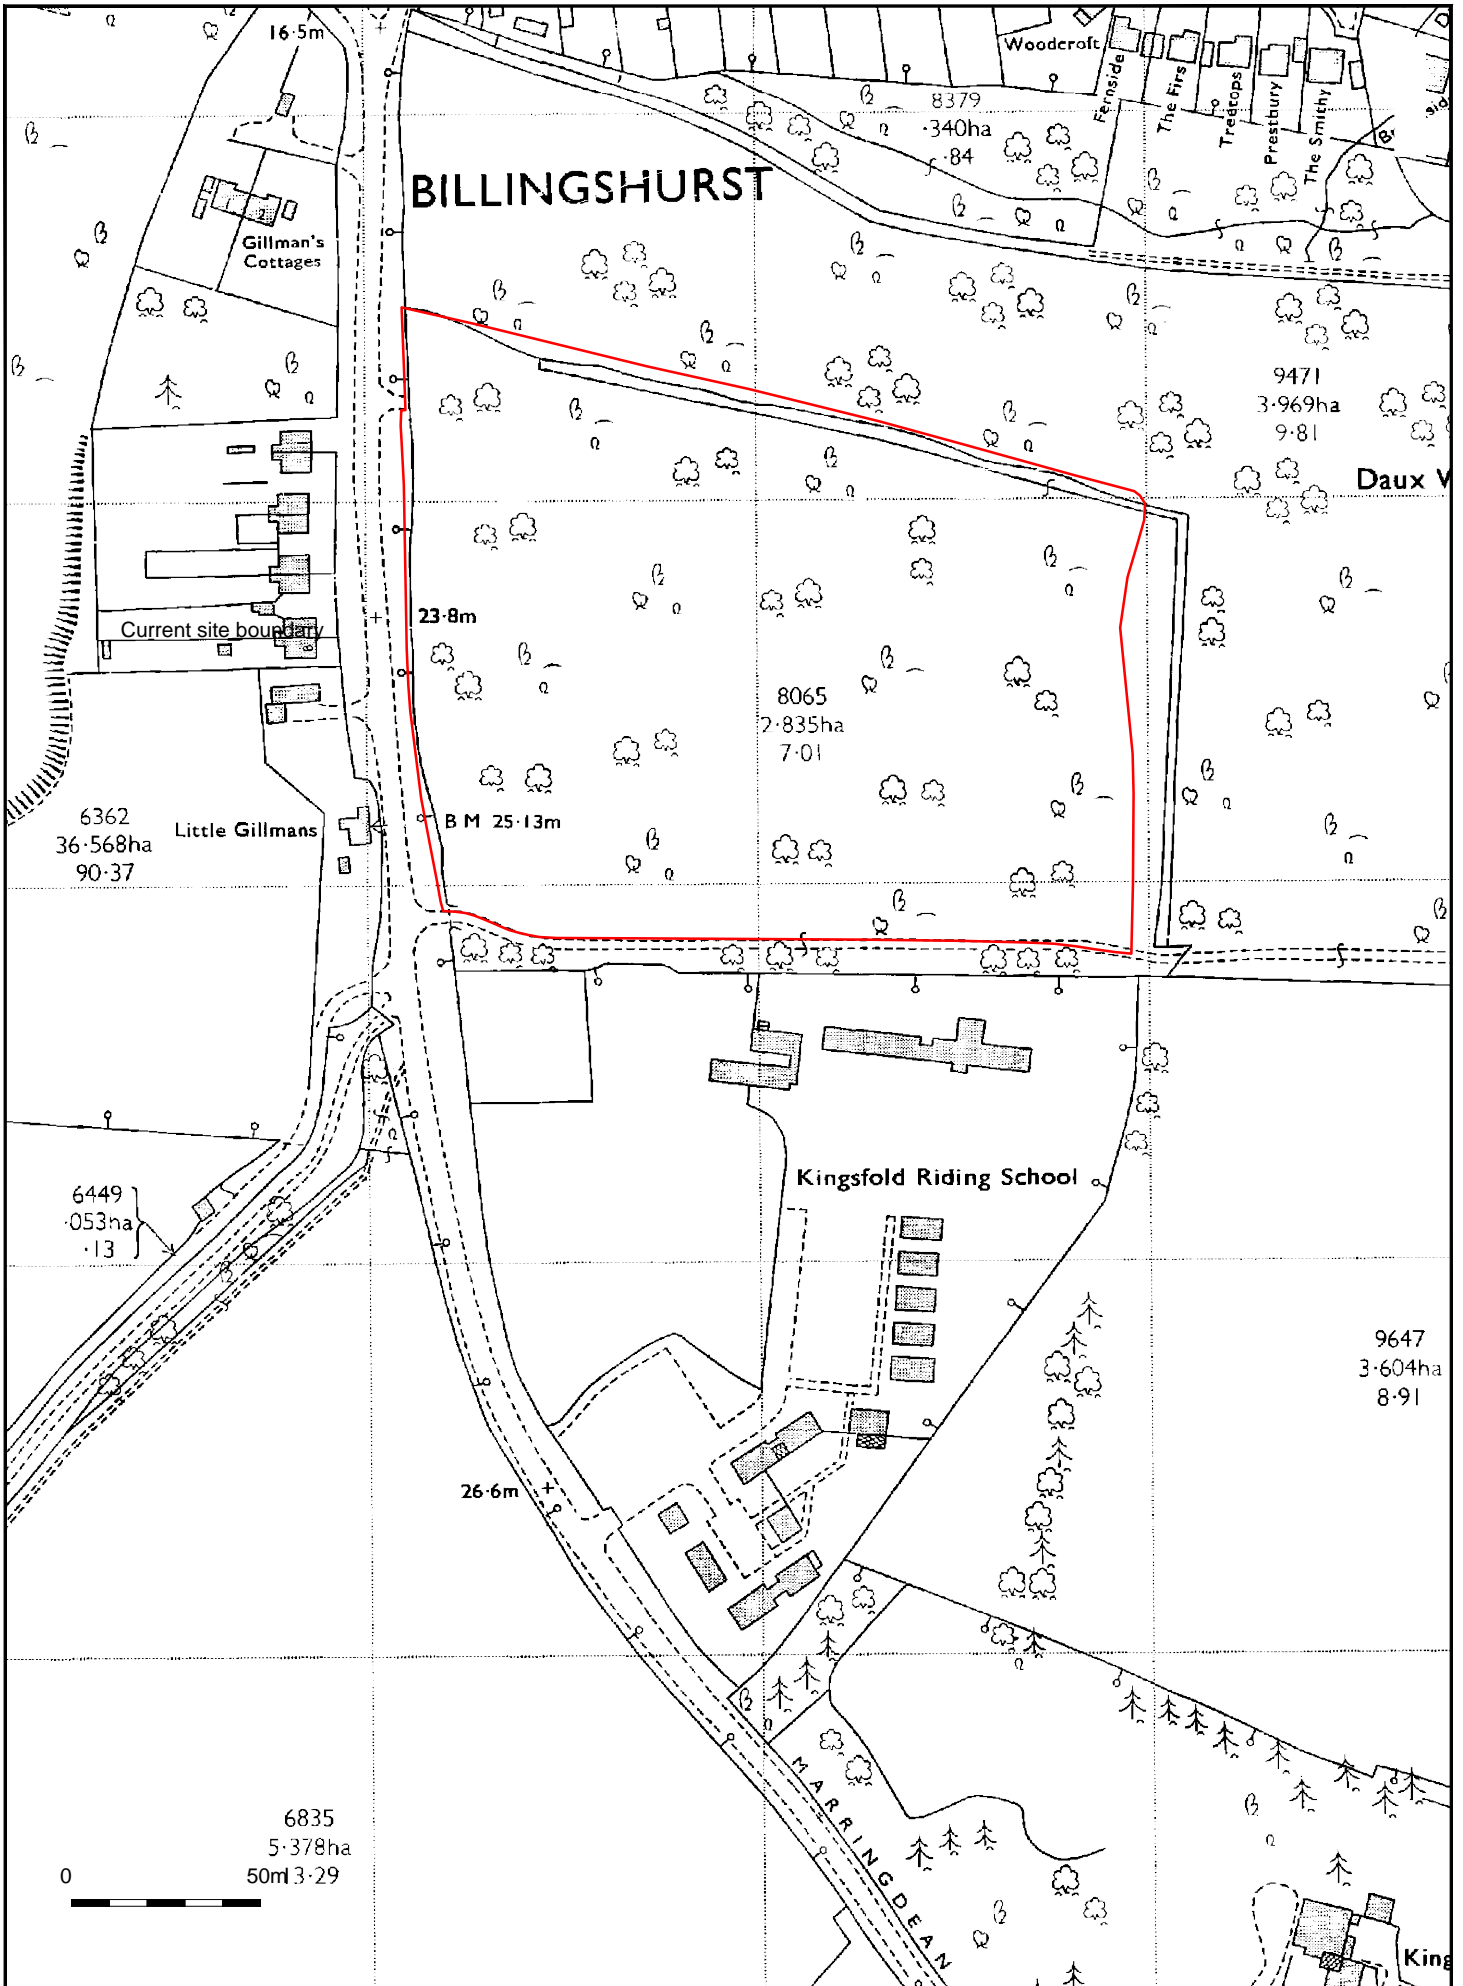 16·5m
Woodcroft
Fernside
The Firs
Treetops
Prestbury
The Smithy
8379
·340ha
·84
BILLINGSHURST
2
Gillman's
Cottages
9471
3·969ha
9·81
Daux W
23·8m
Current site boundary
8065
2·835ha
7·01
B M 25·13m
6362
36·568ha
90·37
Little Gillmans
Kingsfold Riding School
6449
·053ha
·13
9647
3·604ha
8·91
26·6m
MARRINGDEAN
6835
5·378ha
13·29
0
50m
King